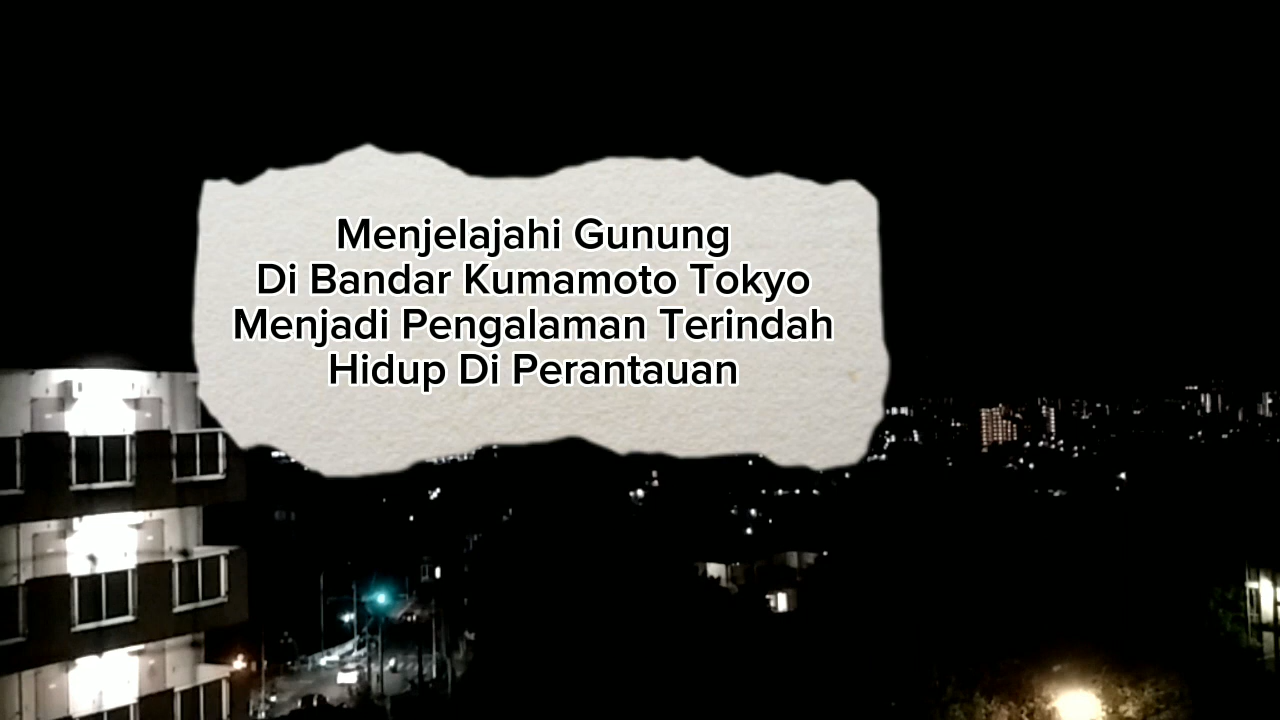 Menjelajahi Gunung
Di Bandar Kumamoto Tokyo
Menjadi Pengalaman Terindah
Hidup Di Perantauan